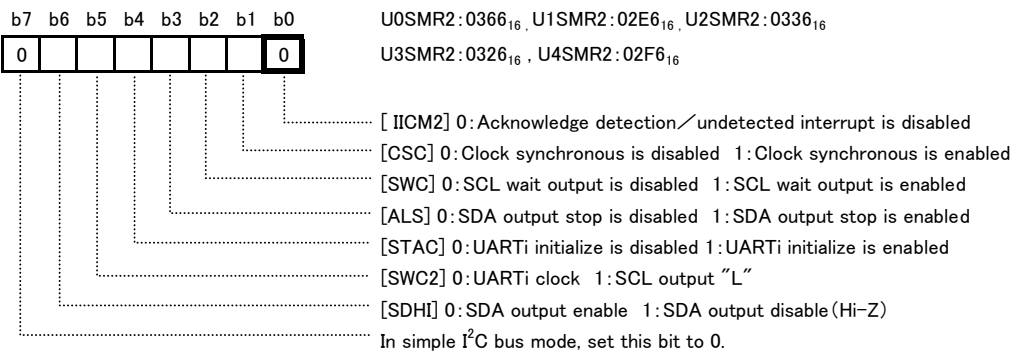 b7 b6 b5 b4 b3 b2 b1 b0 U0SMR2:0366₁₆, U1SMR2:02E6₁₆, U2SMR2:0336₁₆
0 0 U3SMR2:0326₁₆ , U4SMR2:02F6₁₆
[ IICM2] 0:Acknowledge detection／undetected interrupt is disabled
[CSC] 0:Clock synchronous is disabled 1:Clock synchronous is enabled
[SWC] 0:SCL wait output is disabled 1:SCL wait output is enabled
[ALS] 0:SDA output stop is disabled 1:SDA output stop is enabled
[STAC] 0:UARTi initialize is disabled 1:UARTi initialize is enabled
[SWC2] 0:UARTi clock 1:SCL output "L"
[SDHI] 0:SDA output enable 1:SDA output disable(Hi-Z)
In simple I²C bus mode, set this bit to 0.